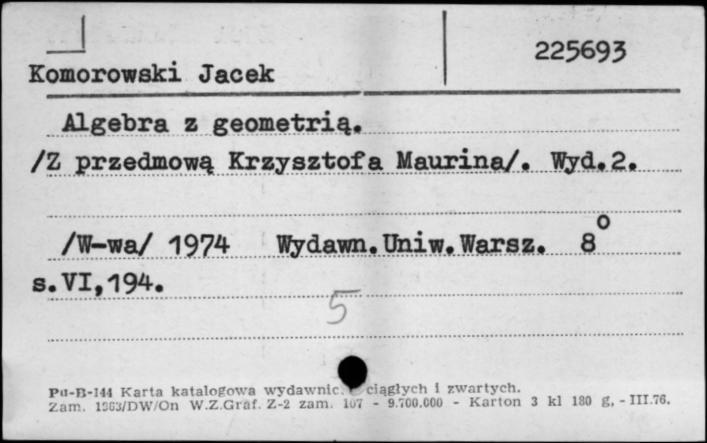 225693
Komorowski Jacek
Algebra z geometrią.
/Z przedmową Krzysztofa Maurina/. Wyd.2.
/W-wa/ 1974 Wydawn.Uniw.Warsz. 8°
s.VI,194.
5
Pu-B-144 Karta katalogowa wydawnic. ciągłych i zwartych.
Zam. 1363/DW/On W.Z.Graf. Z-2 zam. 107 - 9.700.000 - Karton 3 kl 180 g. - III.76.